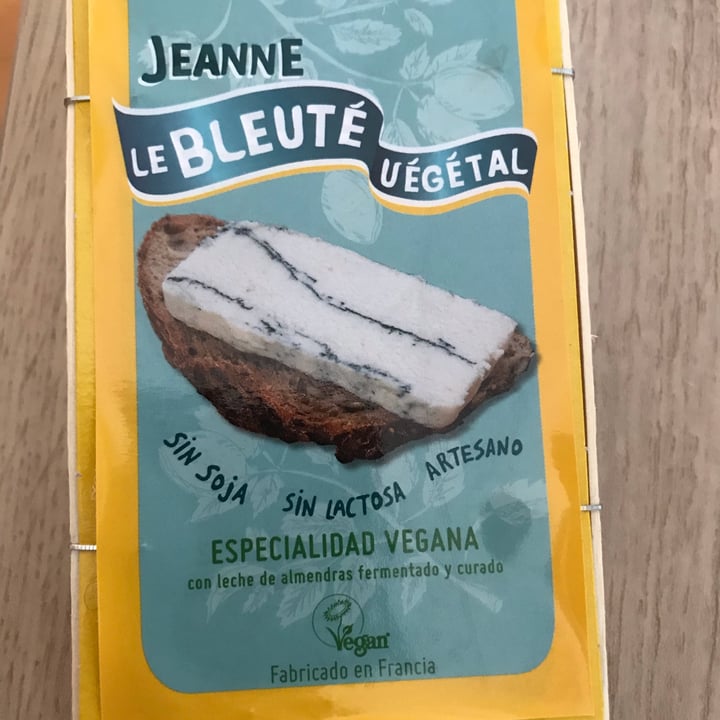 JEANNE
LE BLEUTÉ VÉGÉTAL
SIN SOJA SIN LACTOSA ARTESANO
ESPECIALIDAD VEGANA
con leche de almendras fermentado y curado
Vegan
Fabricado en Francia